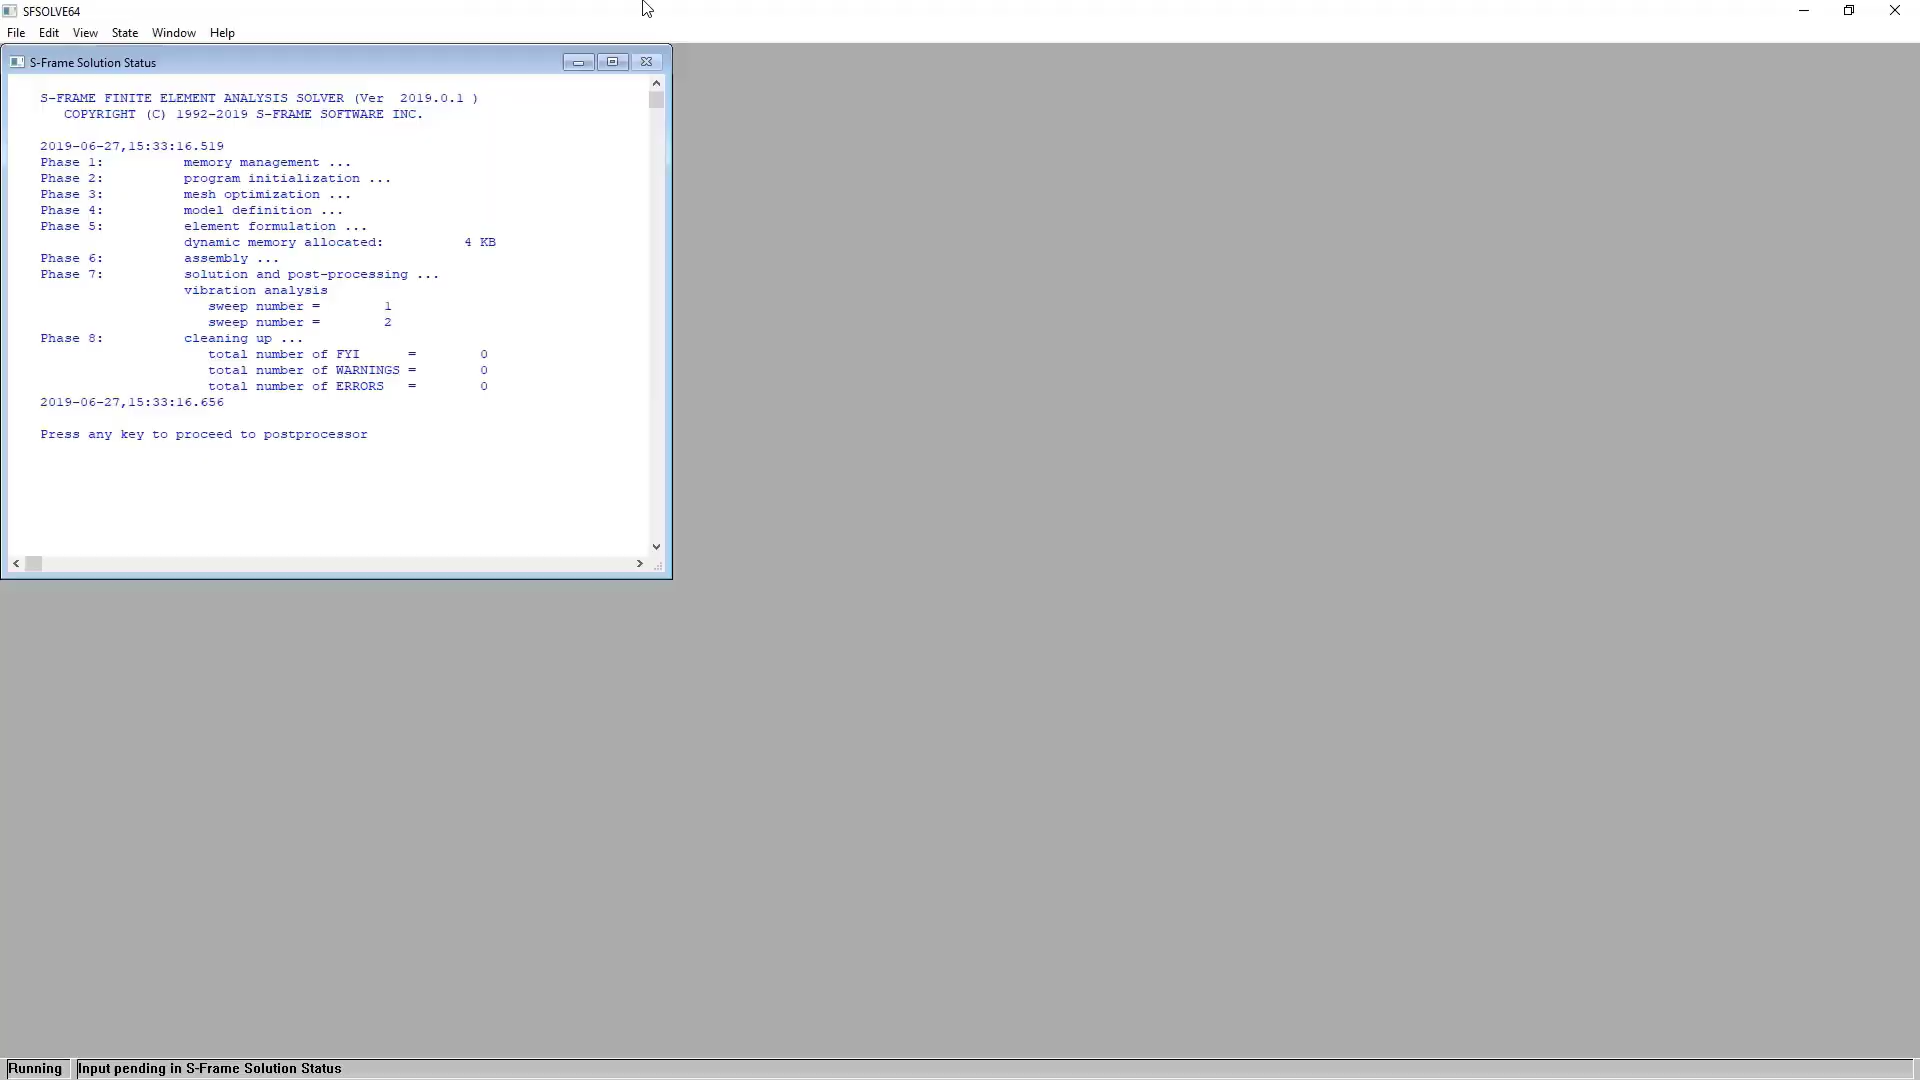 SFSOLVE64
File Edit View State Window Help
S-Frame Solution Status
S-FRAME FINITE ELEMENT ANALYSIS SOLVER (Ver 2019.0.1 )
COPYRIGHT (C) 1992-2019 S-FRAME SOFTWARE INC.
2019-06-27,15:33:16.519
Phase 1: memory management ...
Phase 2: program initialization ...
Phase 3: mesh optimization ...
Phase 4: model definition ...
Phase 5: element formulation ...
dynamic memory allocated: 4 KB
Phase 6: assembly ...
Phase 7: solution and post-processing ...
vibration analysis
sweep number = 1
sweep number = 2
Phase 8: cleaning up ...
total number of FYI = 0
total number of WARNINGS = 0
total number of ERRORS = 0
2019-06-27,15:33:16.656
Press any key to proceed to postprocessor
Running Input pending in S-Frame Solution Status